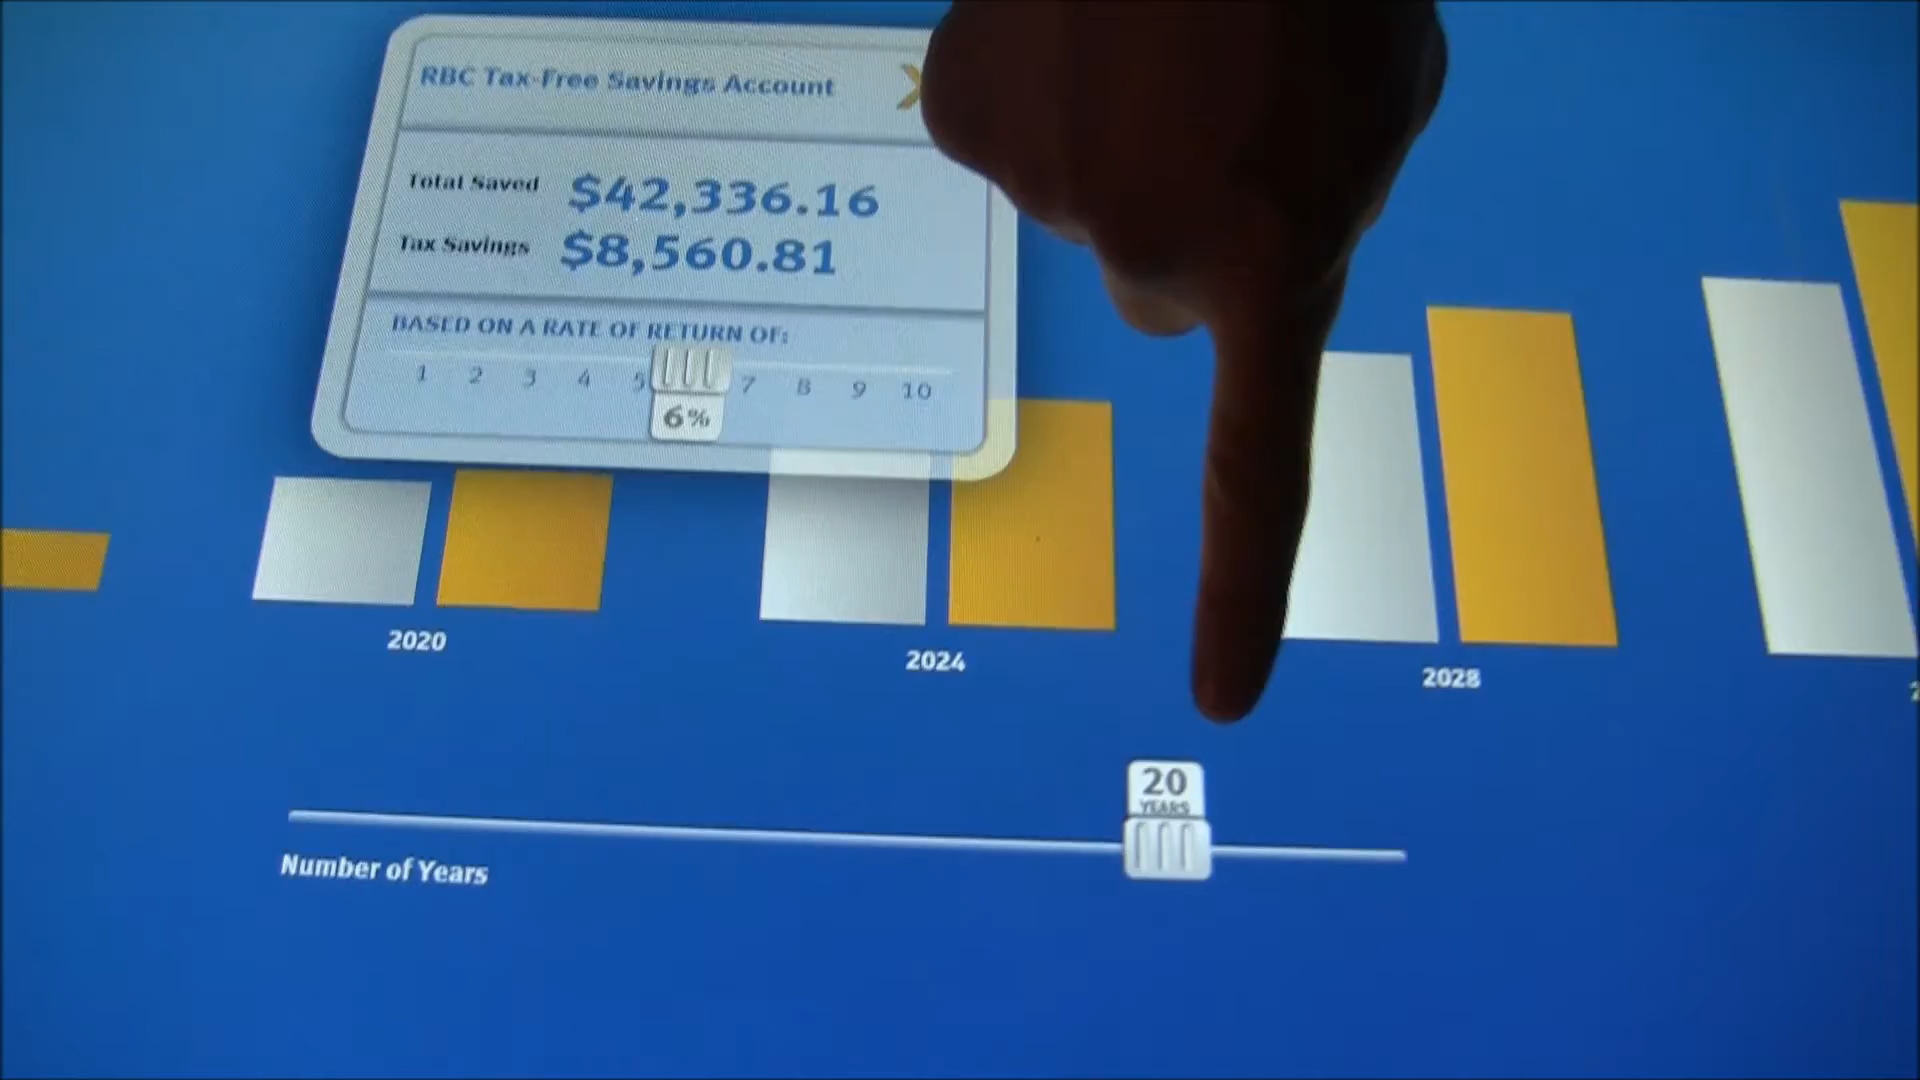 RBC Tax-Free Savings Account
Total Saved $42,336.16
Tax Savings $8,560.81
BASED ON A RATE OF RETURN OF:
1 2 3 4 5 7 8 9 10
6%
2020 2024 2028
20
YEARS
Number of Years